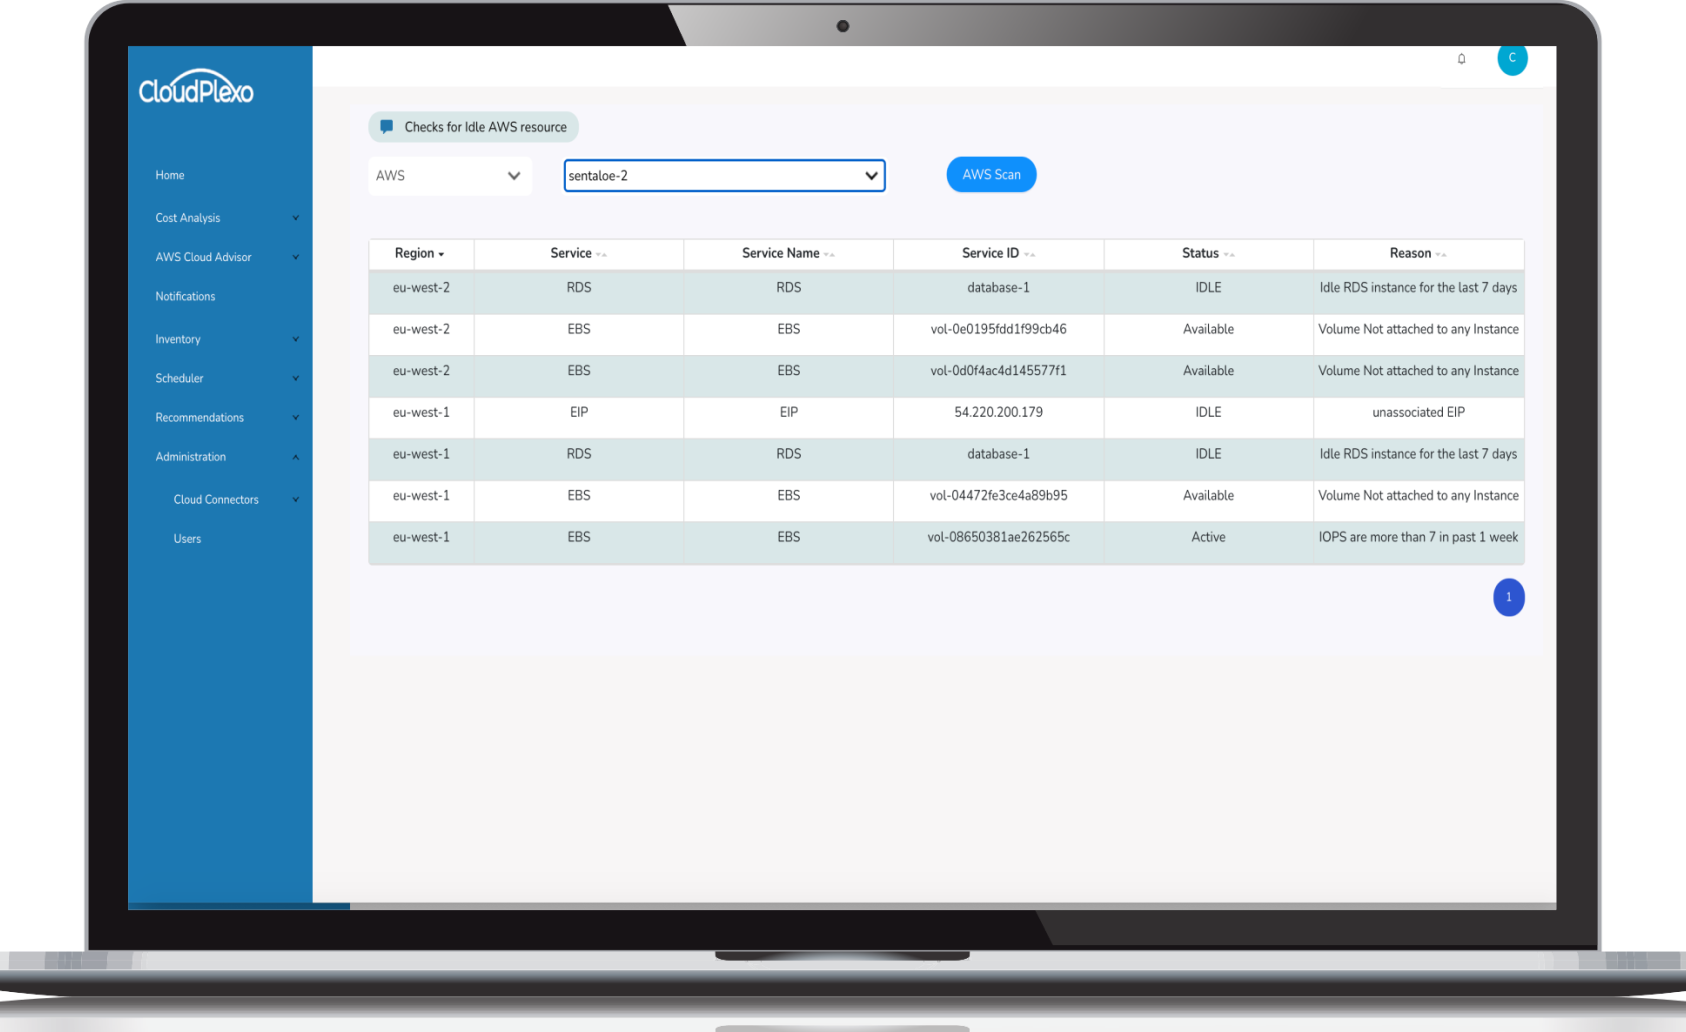 CloudPlexo
C
Checks for Idle AWS resource
AWS
sentaloe-2
AWS Scan
Home
Cost Analysis
AWS Cloud Advisor
Notifications
Inventory
Scheduler
Recommendations
Administration
Cloud Connectors
Users
Region Service Service Name Service ID Status Reason
eu-west-2 RDS RDS database-1 IDLE Idle RDS instance for the last 7 days
eu-west-2 EBS EBS vol-0e0195fdd1f99cb46 Available Volume Not attached to any Instance
eu-west-2 EBS EBS vol-0d0f4ac4d145577f1 Available Volume Not attached to any Instance
eu-west-1 EIP EIP 54.220.200.179 IDLE unassociated EIP
eu-west-1 RDS RDS database-1 IDLE Idle RDS instance for the last 7 days
eu-west-1 EBS EBS vol-04472fe3ce4a89b95 Available Volume Not attached to any Instance
eu-west-1 EBS EBS vol-08650381ae262565c Active IOPS are more than 7 in past 1 week
1